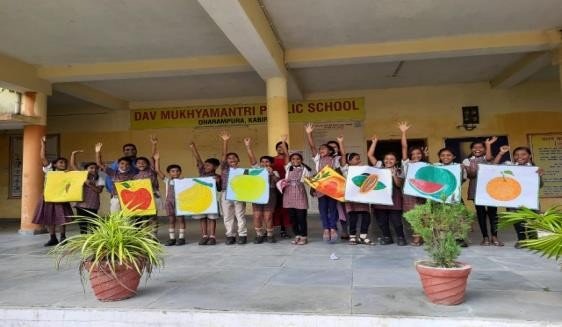 DAV MUKHYAMANTRI PUBLIC SCHOOL
DHARAMPURA, KABIR